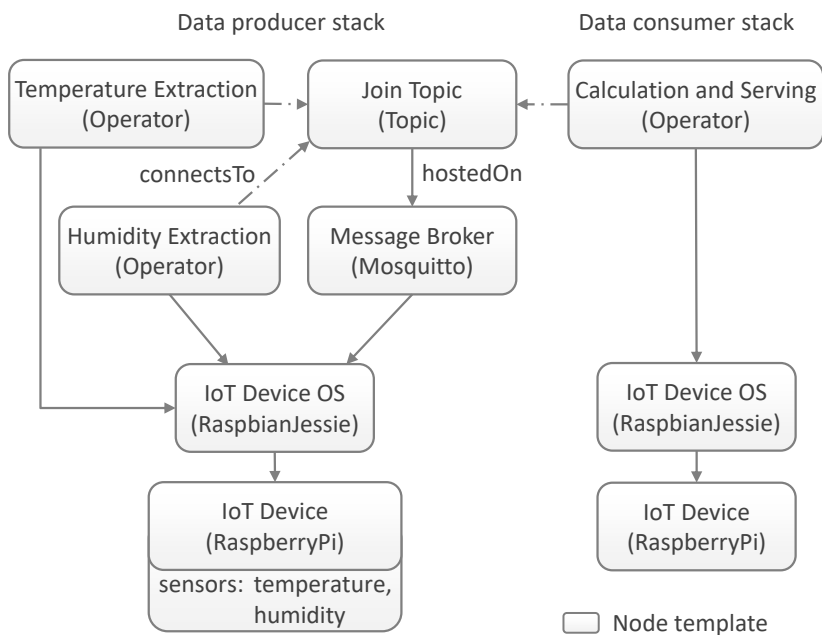 Data producer stack
Data consumer stack
Temperature Extraction
(Operator)
Join Topic
(Topic)
Calculation and Serving
(Operator)
connectsTo
hostedOn
Humidity Extraction
(Operator)
Message Broker
(Mosquitto)
IoT Device OS
(RaspbianJessie)
IoT Device OS
(RaspbianJessie)
IoT Device
(RaspberryPi)
sensors: temperature,
humidity
IoT Device
(RaspberryPi)
Node template